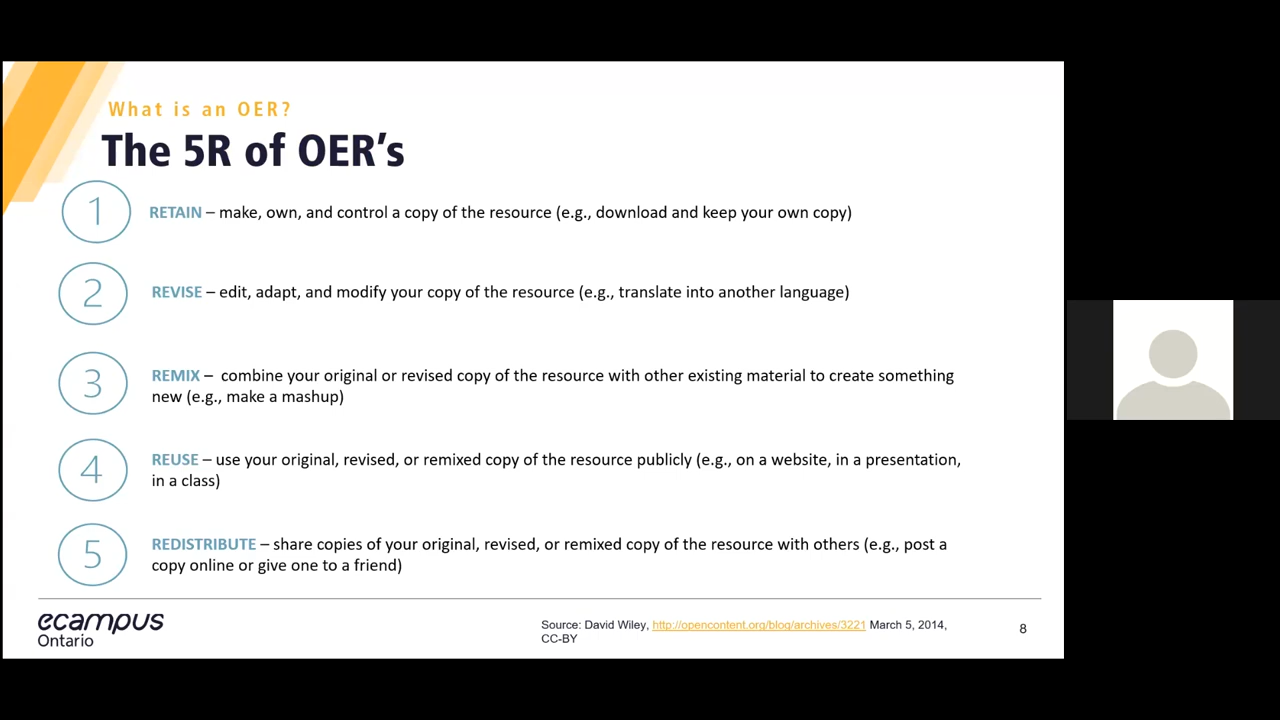 What is an OER?
The 5R of OER's
1
RETAIN – make, own, and control a copy of the resource (e.g., download and keep your own copy)
2
REVISE – edit, adapt, and modify your copy of the resource (e.g., translate into another language)
3
REMIX –  combine your original or revised copy of the resource with other existing material to create something
new (e.g., make a mashup)
4
REUSE – use your original, revised, or remixed copy of the resource publicly (e.g., on a website, in a presentation,
in a class)
5
REDISTRIBUTE – share copies of your original, revised, or remixed copy of the resource with others (e.g., post a
copy online or give one to a friend)
ecampus
Ontario
Source: David Wiley, http://opencontent.org/blog/archives/3221 March 5, 2014,
CC-BY
8